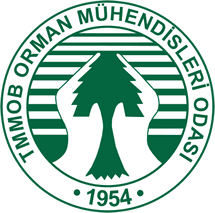 TMMOB ORMAN MÜHENDİSLERİ ODASI
• 1954 •